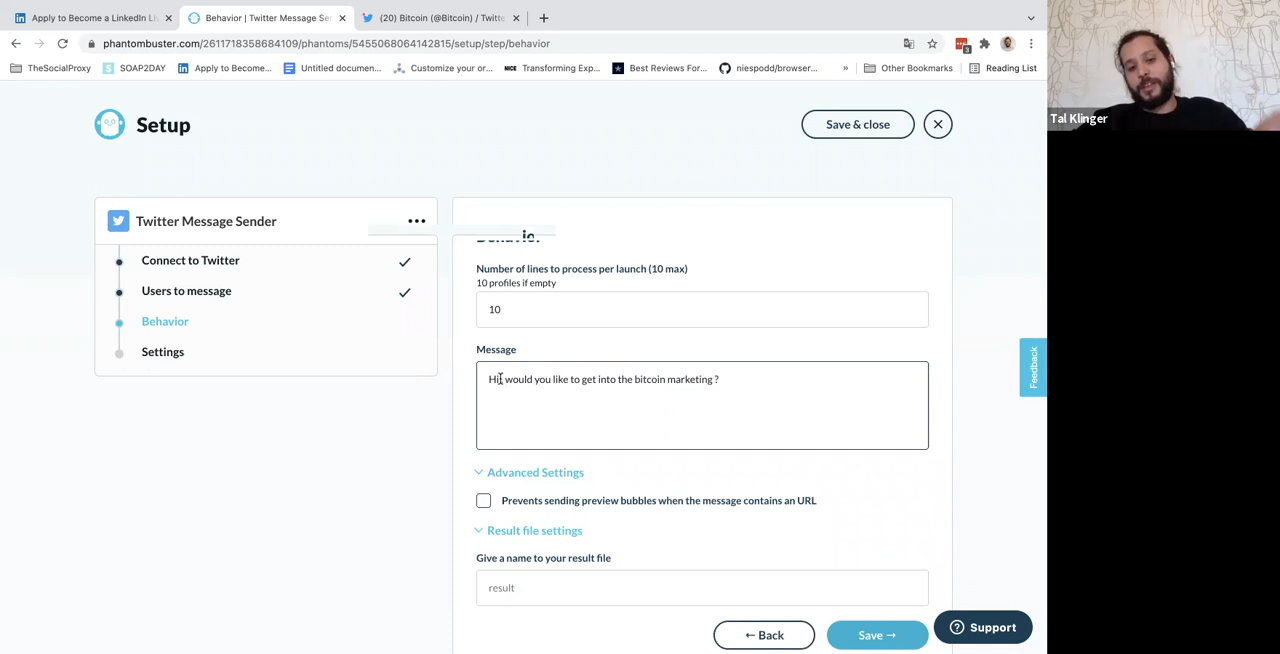 Apply to Become a LinkedIn Li
Behavior | Twitter Message Ser
(20) Bitcoin (@Bitcoin) / Twitte
phantombuster.com/2611718358684109/phantoms/5455068064142815/setup/step/behavior
3
TheSocialProxy
SOAP2DAY
Apply to Become...
Untitled documen...
Customize your or...
NICE Transforming Exp...
Best Reviews For...
niespodd/browser...
»
Other Bookmarks
Reading List
Tal Klinger
Setup
Save & close
Twitter Message Sender
Connect to Twitter
Users to message
Behavior
Settings
Behavior
Number of lines to process per launch (10 max)
10 profiles if empty
10
Message
Hi, would you like to get into the bitcoin marketing ?
Advanced Settings
Prevents sending preview bubbles when the message contains an URL
Result file settings
Give a name to your result file
result
← Back
Save →
Support
Feedback